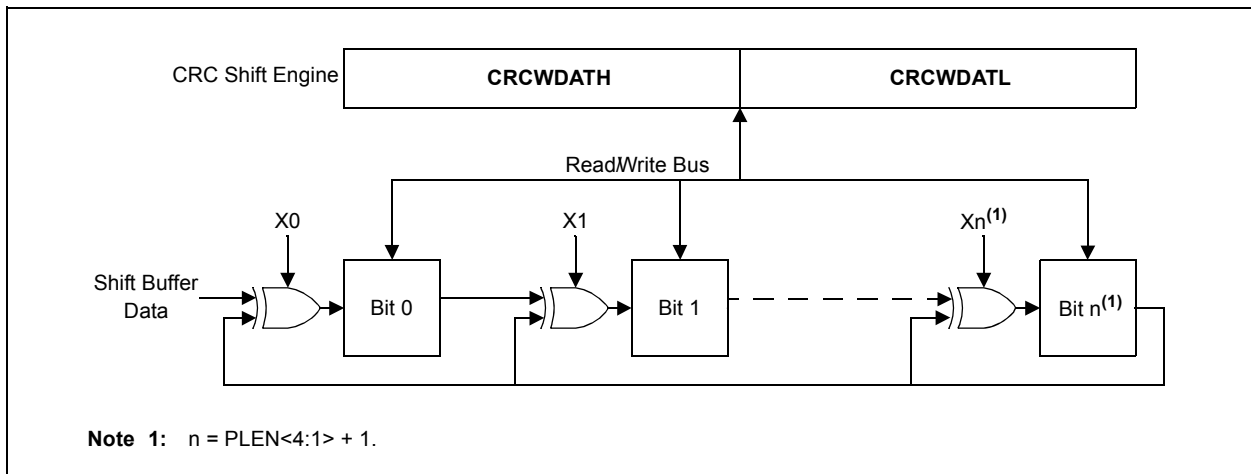 CRC Shift Engine CRCWDATH CRCWDATL
Read/Write Bus
X0 X1 Xn(1)
Shift Buffer
Data
Bit 0 Bit 1 Bit n(1)
Note 1: n = PLEN<4:1> + 1.